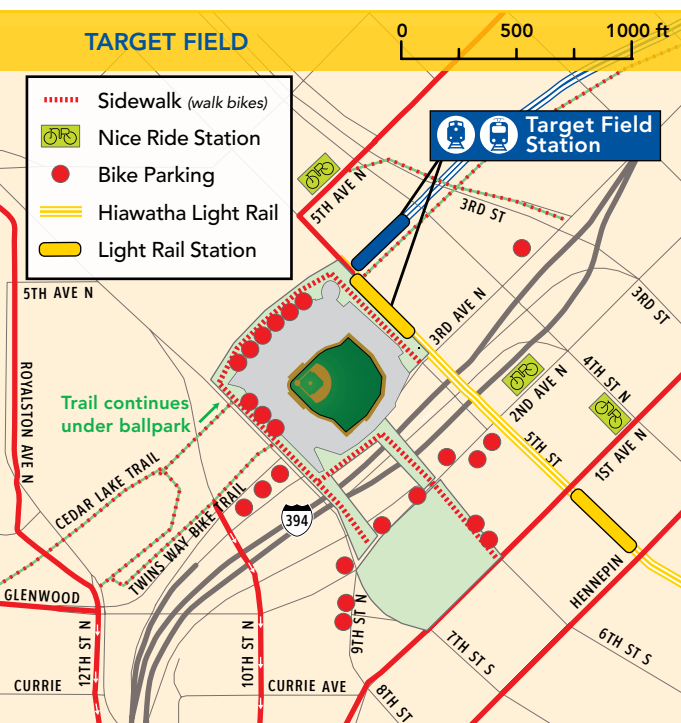 TARGET FIELD
0 500 1000 ft
Sidewalk (walk bikes)
Nice Ride Station
Bike Parking
Hiawatha Light Rail
Light Rail Station
Target Field
Station
5TH AVE N
3RD ST
3RD AVE N
3RD ST
5TH AVE N
ROYALSTON AVE N
4TH ST N
2ND AVE N
5TH ST
1ST AVE N
Trail continues
under ballpark
CEDAR LAKE TRAIL
TWINS WAY BIKE TRAIL
394
GLENWOOD
HENNEPIN
12TH ST N
10TH ST N
9TH ST N
7TH ST S
6TH ST S
CURRIE
CURRIE AVE
8TH ST